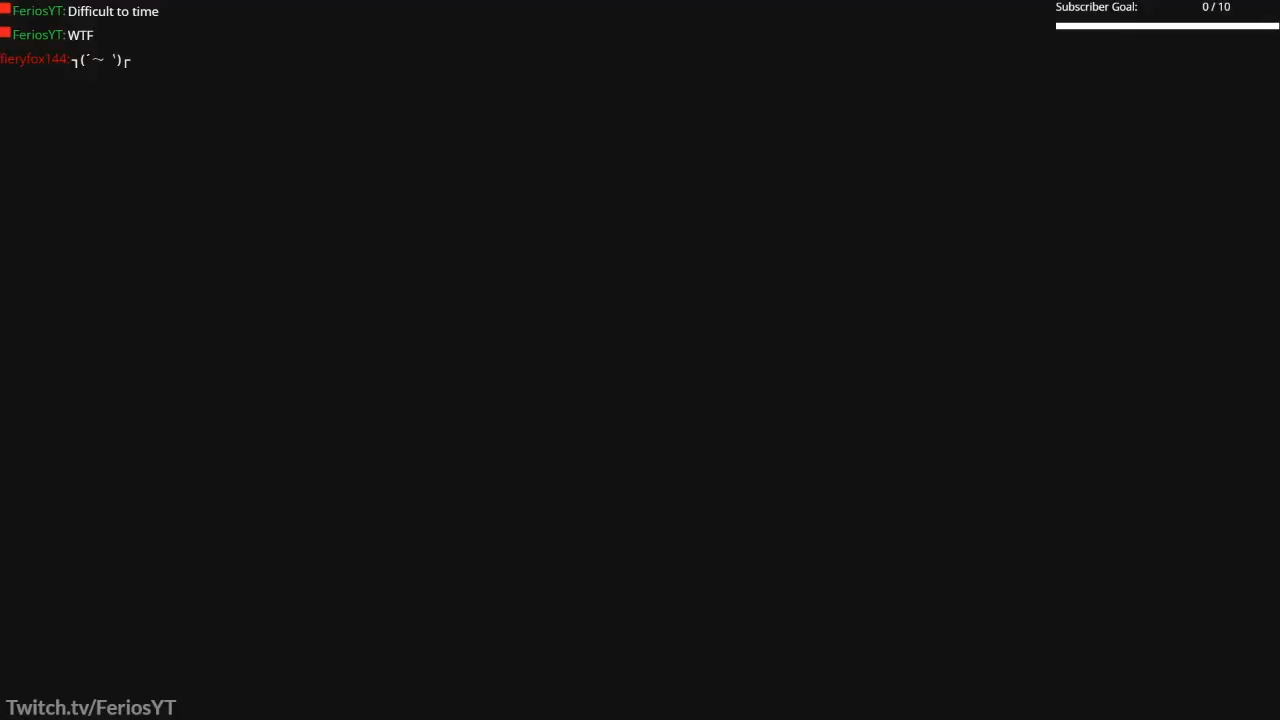 FeriosYT: Difficult to time
FeriosYT: WTF
fieryfox144: ┐(´～｀)┌
Subscriber Goal: 0 / 10
Twitch.tv/FeriosYT